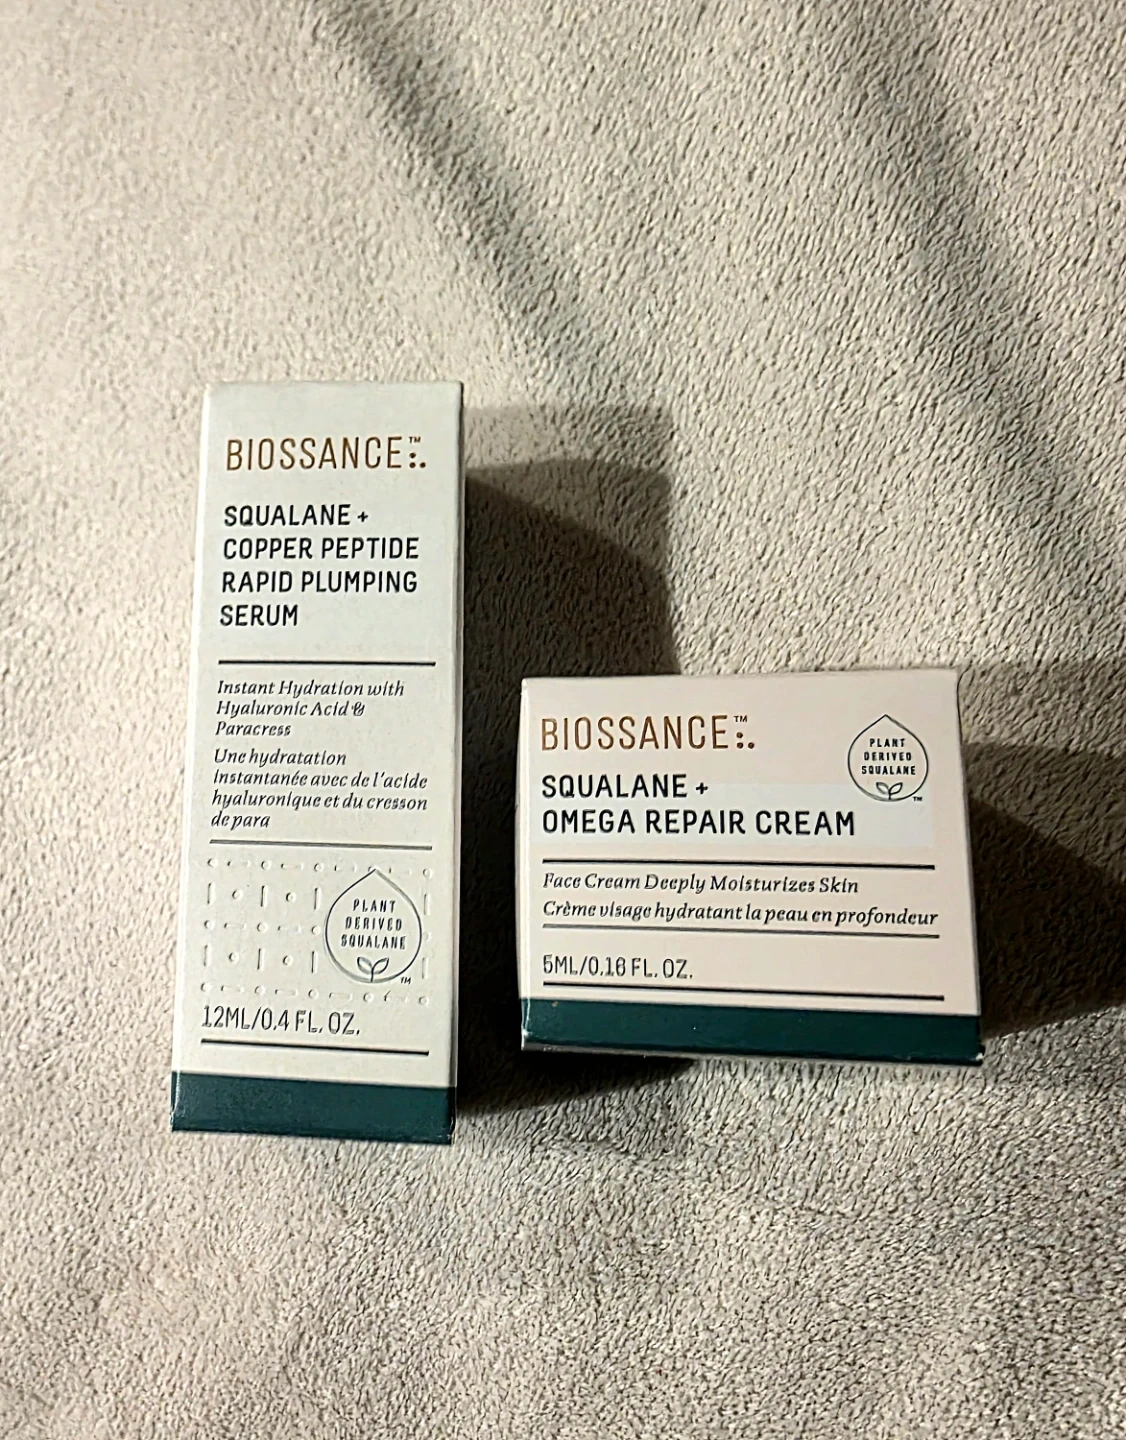 BIOSSANCE™
SQUALANE +
COPPER PEPTIDE
RAPID PLUMPING
SERUM
Instant Hydration with
Hyaluronic Acid &
Paracress
Une hydratation
instantanée avec de l'acide
hyaluronique et du cresson
de para
PLANT
DERIVED
SQUALANE
™
12ML/0.4 FL. OZ.
BIOSSANCE™
SQUALANE +
OMEGA REPAIR CREAM
PLANT
DERIVED
SQUALANE
™
Face Cream Deeply Moisturizes Skin
Crème visage hydratant la peau en profondeur
5ML/0.16 FL. OZ.